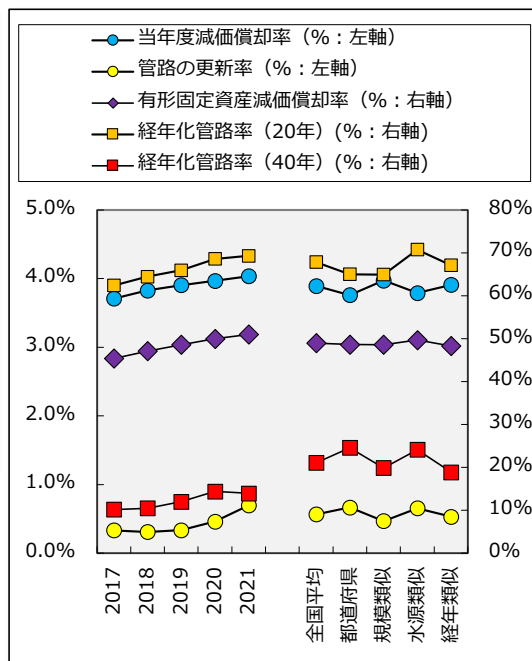 当年度減価償却率（%：左軸）
管路の更新率（%：左軸）
有形固定資産減価償却率（%：右軸）
経年化管路率（20年）(%：右軸)
経年化管路率（40年）(%：右軸)
5.0%
4.0%
3.0%
2.0%
1.0%
0.0%
80%
70%
60%
50%
40%
30%
20%
10%
0%
2017
2018
2019
2020
2021
全国平均
都道府県
規模類似
水源類似
経年類似